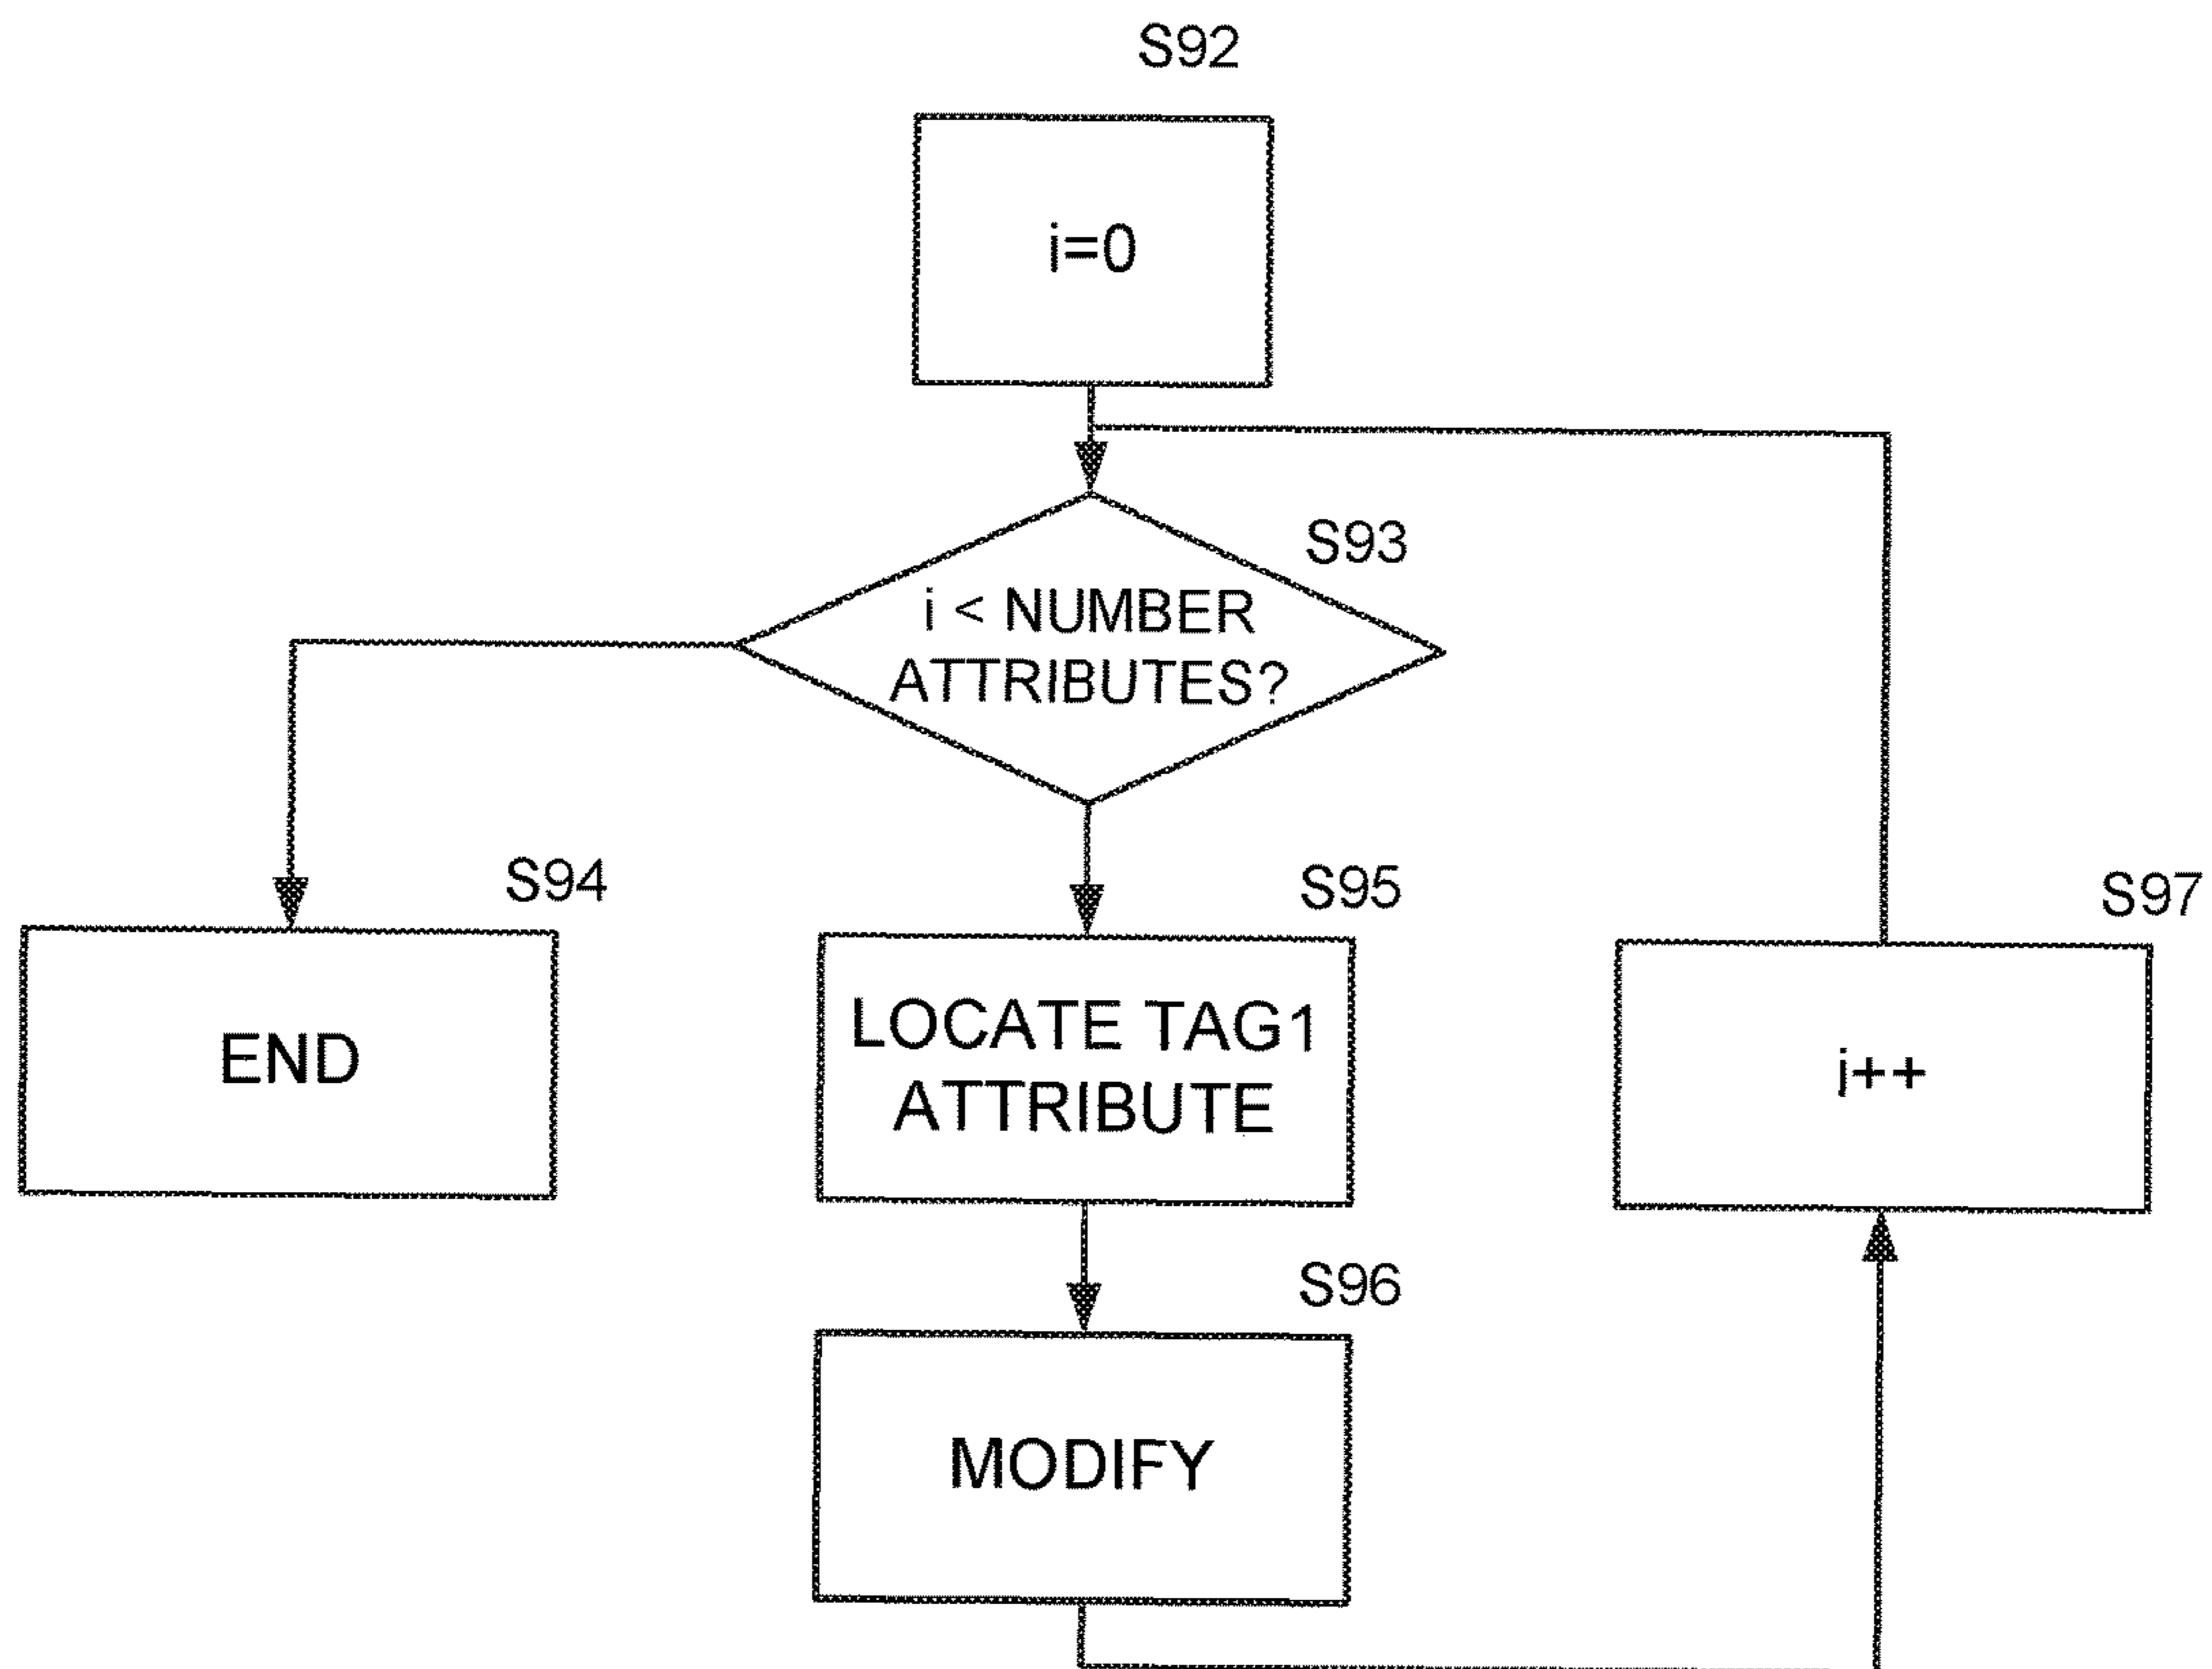 S92
i=0
S93
i < NUMBER
ATTRIBUTES?
S94
END
S95
LOCATE TAG1
ATTRIBUTE
S97
i++
S96
MODIFY